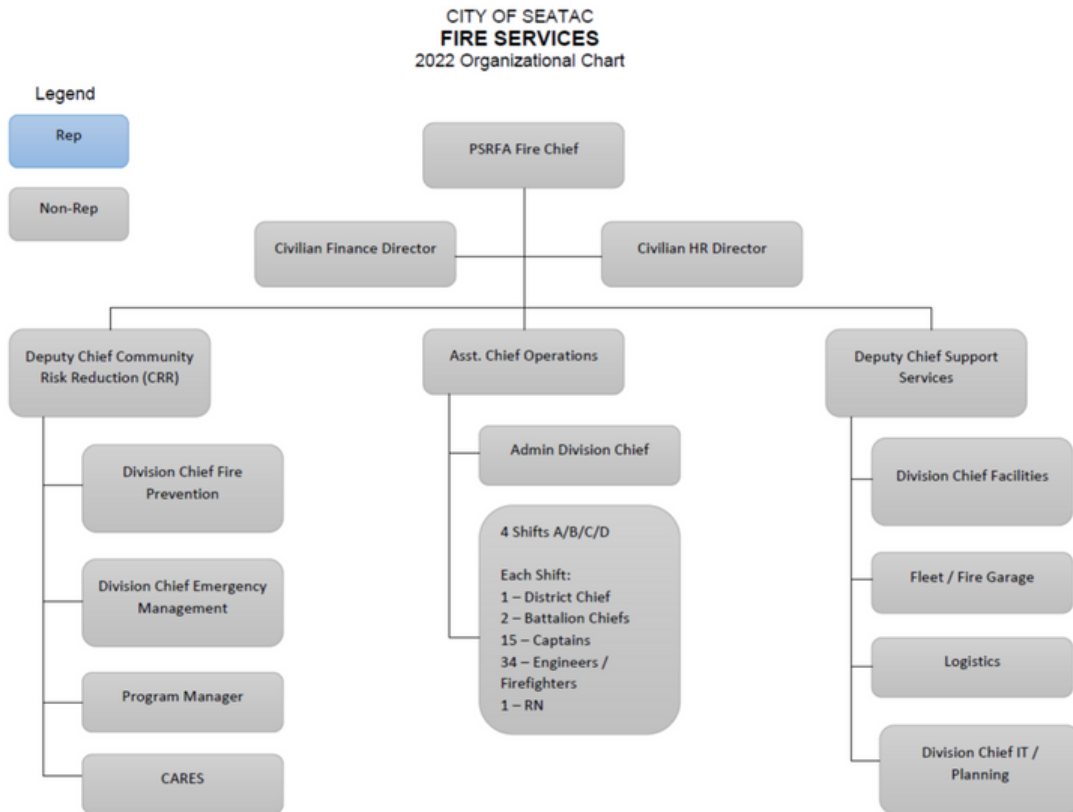 CITY OF SEATAC
FIRE SERVICES
2022 Organizational Chart
Legend
Rep
Non-Rep
PSRFA Fire Chief
Civilian Finance Director
Civilian HR Director
Deputy Chief Community
Risk Reduction (CRR)
Asst. Chief Operations
Deputy Chief Support
Services
Division Chief Fire
Prevention
Division Chief Emergency
Management
Program Manager
CARES
Admin Division Chief
4 Shifts A/B/C/D
Each Shift:
1 – District Chief
2 – Battalion Chiefs
15 – Captains
34 – Engineers /
Firefighters
1 – RN
Division Chief Facilities
Fleet / Fire Garage
Logistics
Division Chief IT /
Planning